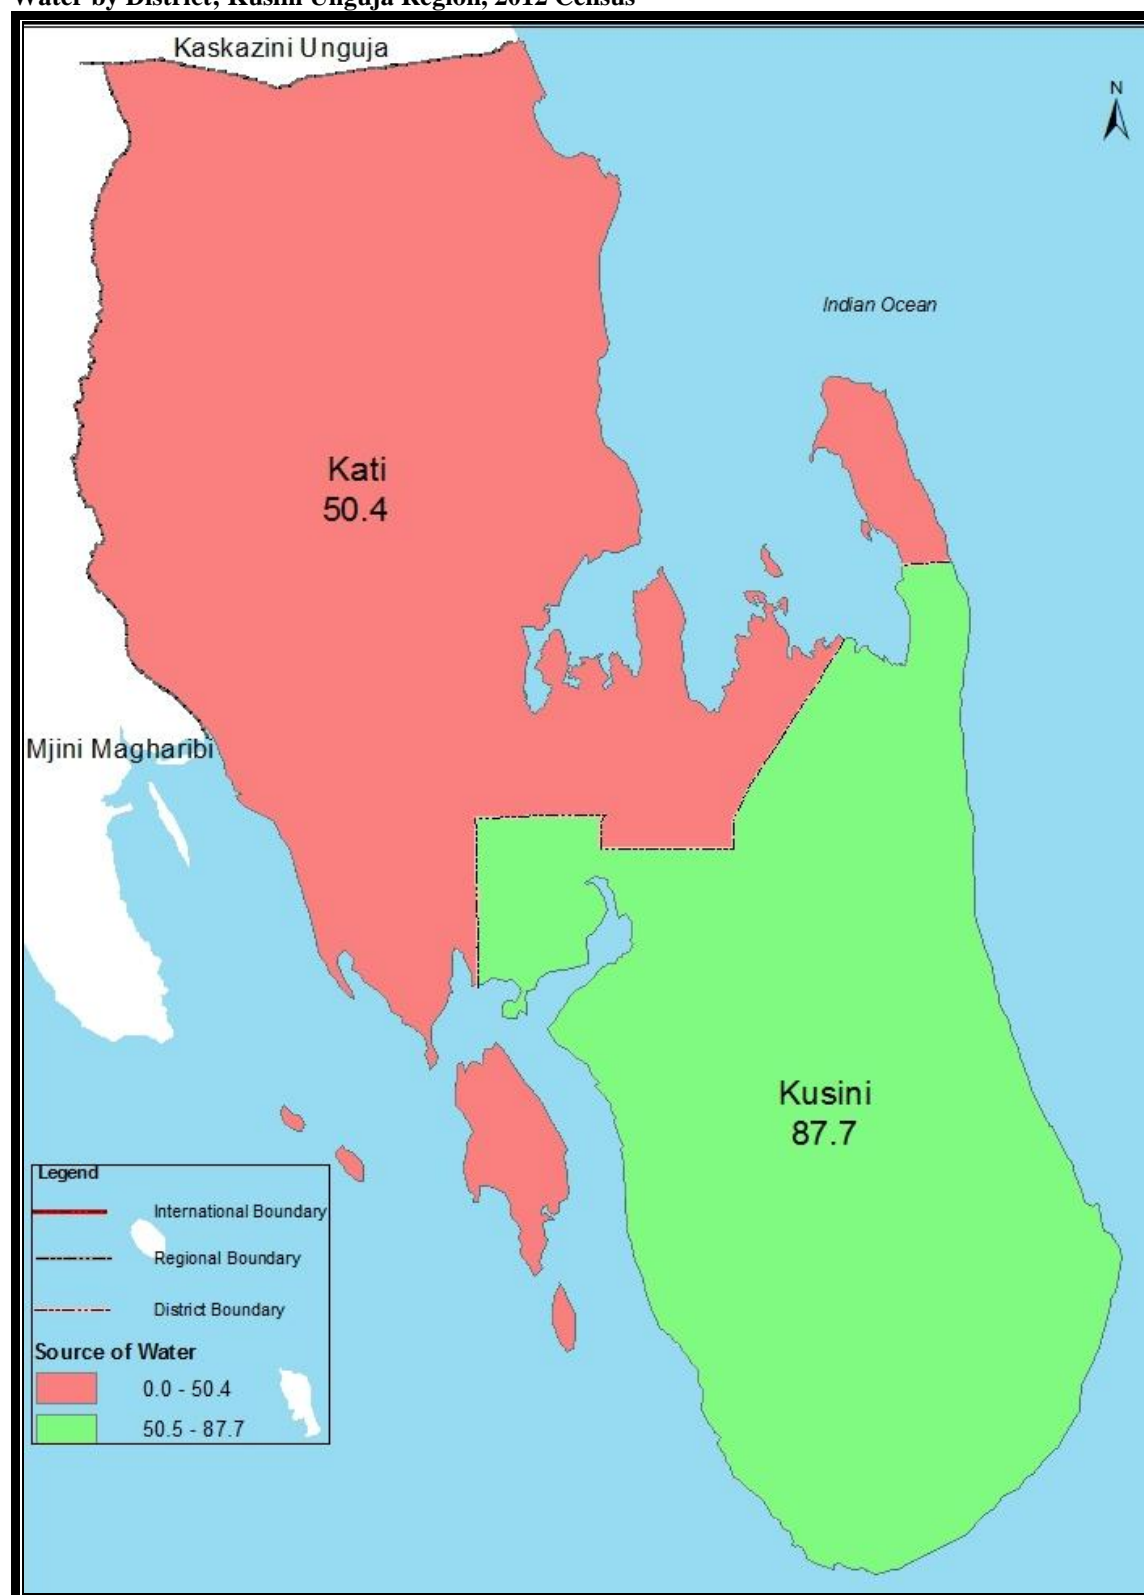 Water by District; Kusini Unguja Region, 2012 Census
Kaskazini Unguja
N
Indian Ocean
Kati
50.4
Mjini Magharibi
Kusini
87.7
Legend
International Boundary
Regional Boundary
District Boundary
Source of Water
0.0 - 50.4
50.5 - 87.7